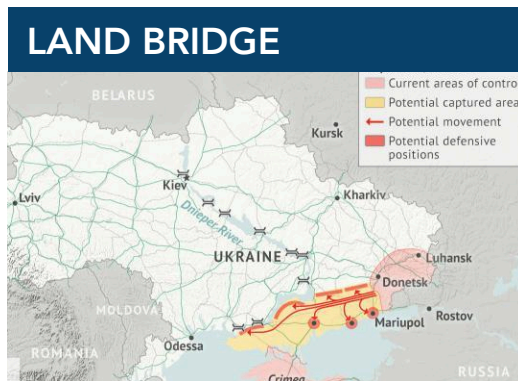 LAND BRIDGE
Current areas of contro
Potential captured area
Potential movement
Potential defensive
positions
BELARUS
Kursk
Kiev
Lviv
Kharkiv
Dnieper River
UKRAINE
Luhansk
Donetsk
MOLDOVA
Mariupol
Rostov
Odessa
ROMANIA
RUSSIA
Crimea